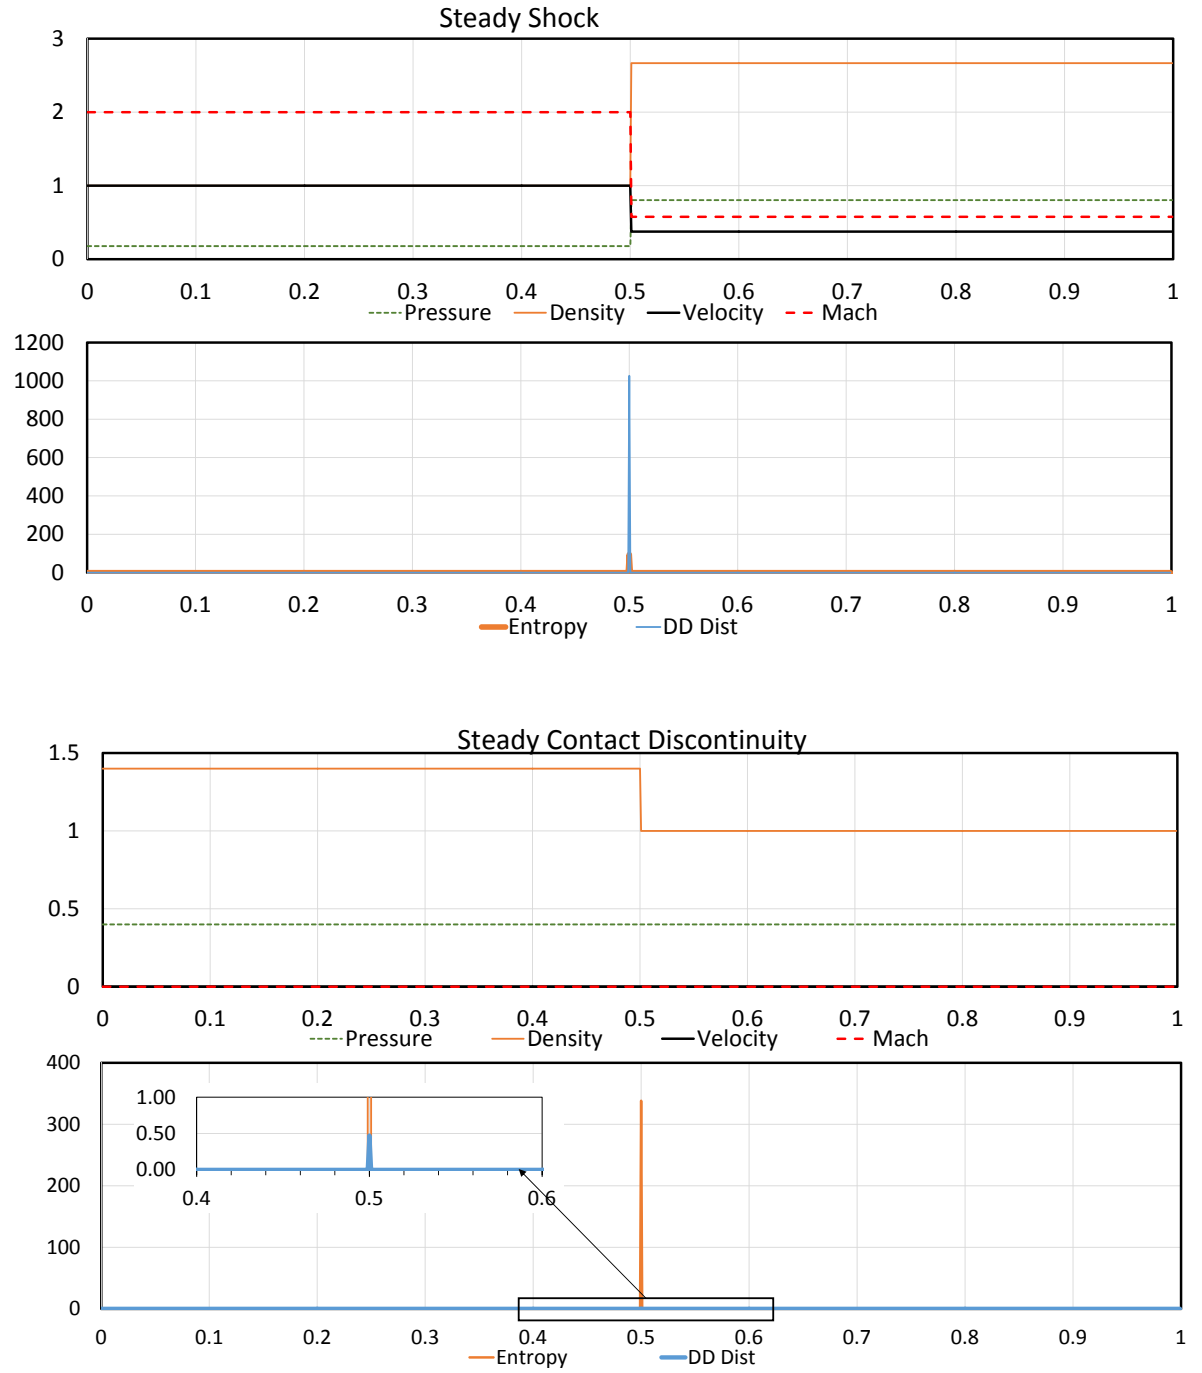 Steady Shock
3
2
1
0
0 0.1 0.2 0.3 0.4 0.5 0.6 0.7 0.8 0.9 1
Pressure Density Velocity Mach
1200
1000
800
600
400
200
0
0 0.1 0.2 0.3 0.4 0.5 0.6 0.7 0.8 0.9 1
Entropy DD Dist
Steady Contact Discontinuity
1.5
1
0.5
0
0 0.1 0.2 0.3 0.4 0.5 0.6 0.7 0.8 0.9 1
Pressure Density Velocity Mach
400
300
200
100
0
1.00
0.50
0.00
0.4 0.5 0.6
0 0.1 0.2 0.3 0.4 0.5 0.6 0.7 0.8 0.9 1
Entropy DD Dist